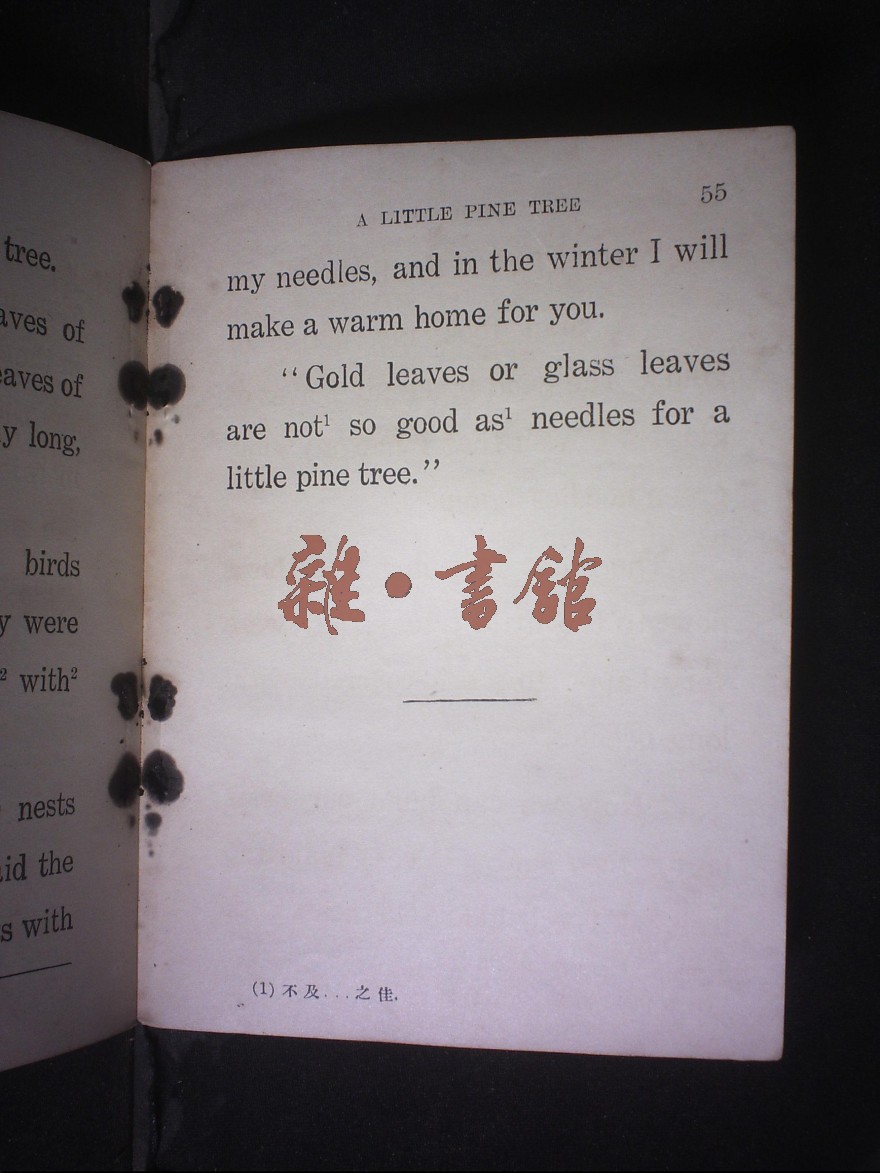 tree.
aves of
eaves of
y long,
birds
y were
² with²
nests
aid the
s with
A LITTLE PINE TREE
55
my needles, and in the winter I will
make a warm home for you.
“Gold leaves or glass leaves
are not¹ so good as¹ needles for a
little pine tree.”
雜·書館
(1) 不及...之佳.